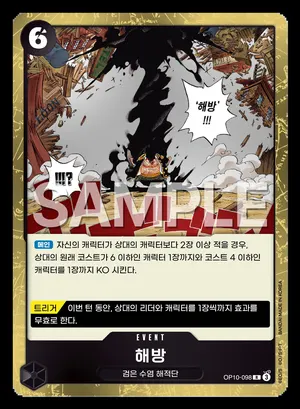 6
'해방'
!!!
!!!?
SAMPLE
메인 자신의 캐릭터가 상대의 캐릭터보다 2장 이상 적을 경우,
상대의 원래 코스트가 6 이하인 캐릭터 1장까지와 코스트 4 이하인
캐릭터를 1장까지 KO 시킨다.
트리거 이번 턴 동안, 상대의 리더와 캐릭터를 1장씩까지 효과를
무효로 한다.
EVENT
해방
검은 수염 해적단
OP10-098 R 3